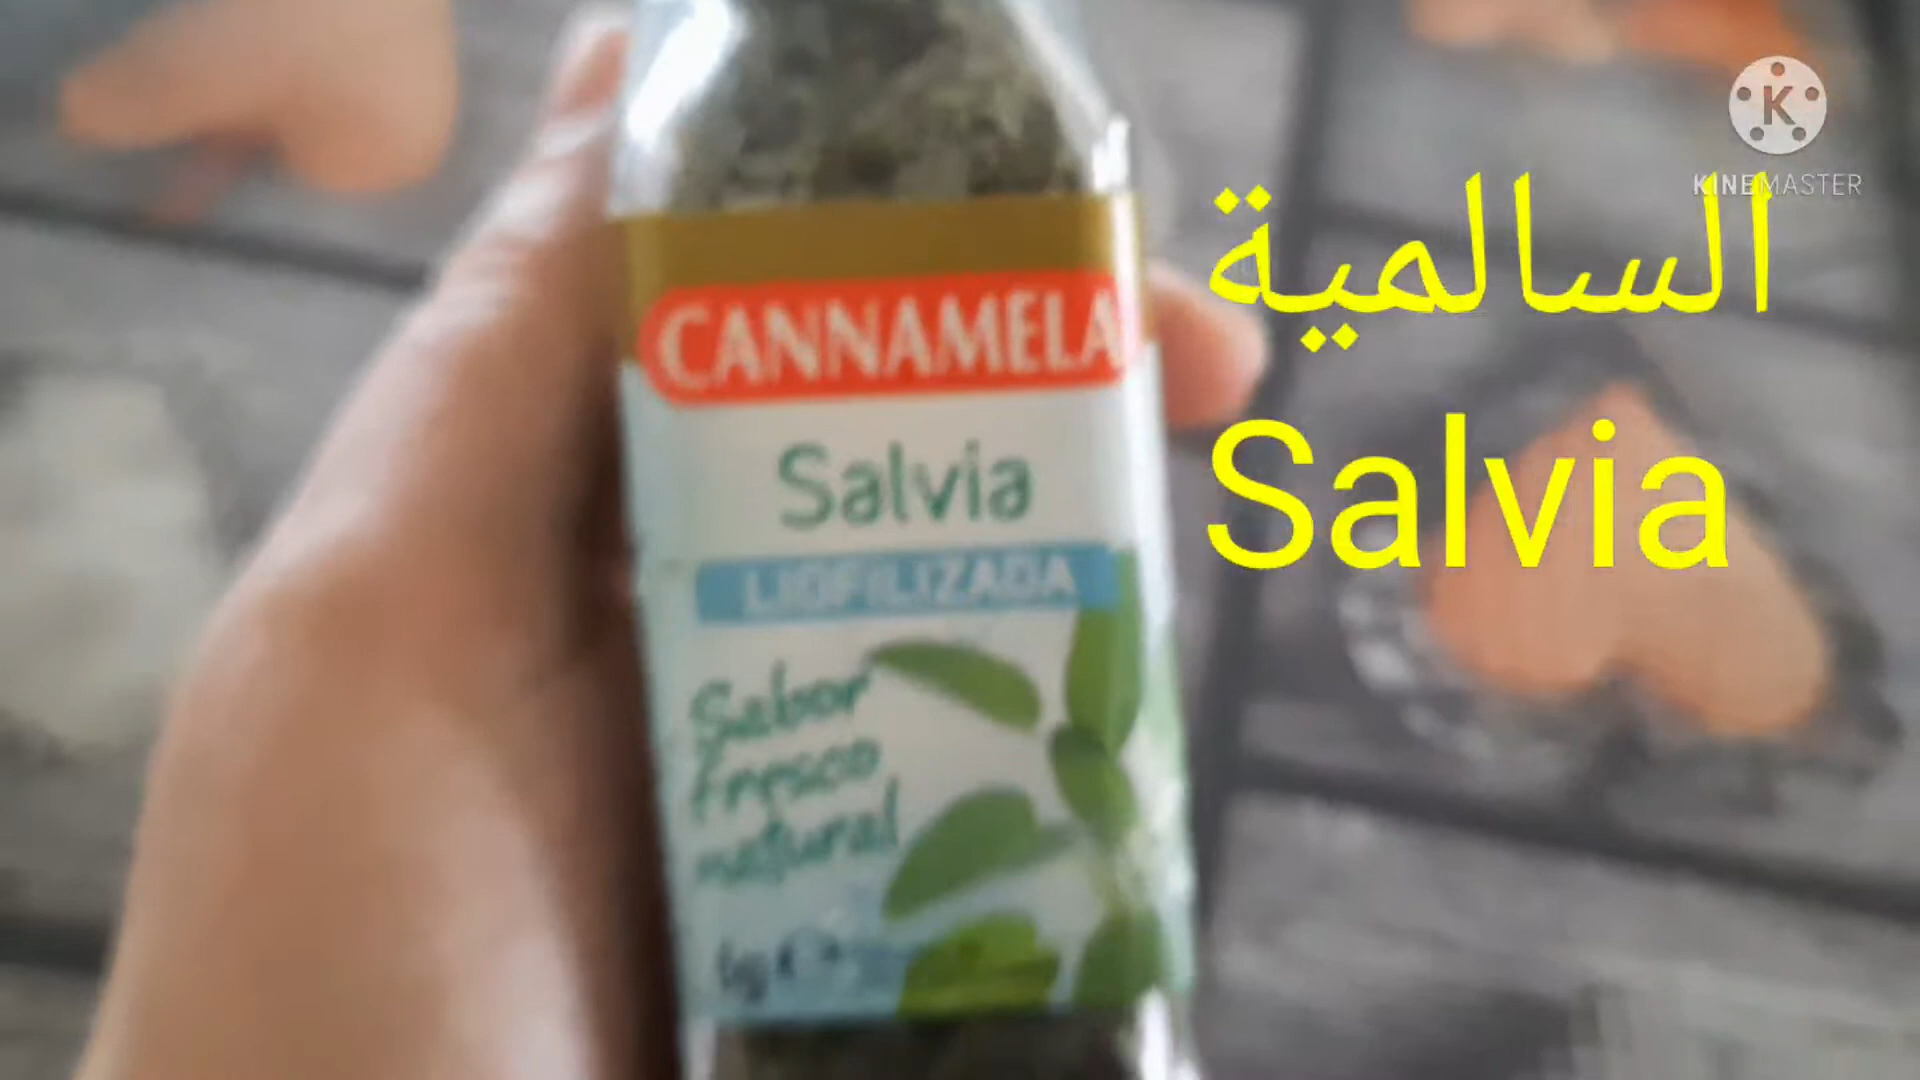 KINEMASTER
السالمية
Salvia
CANNAMELA
Salvia
LIOFILIZADA
Sabor
fresco
natural